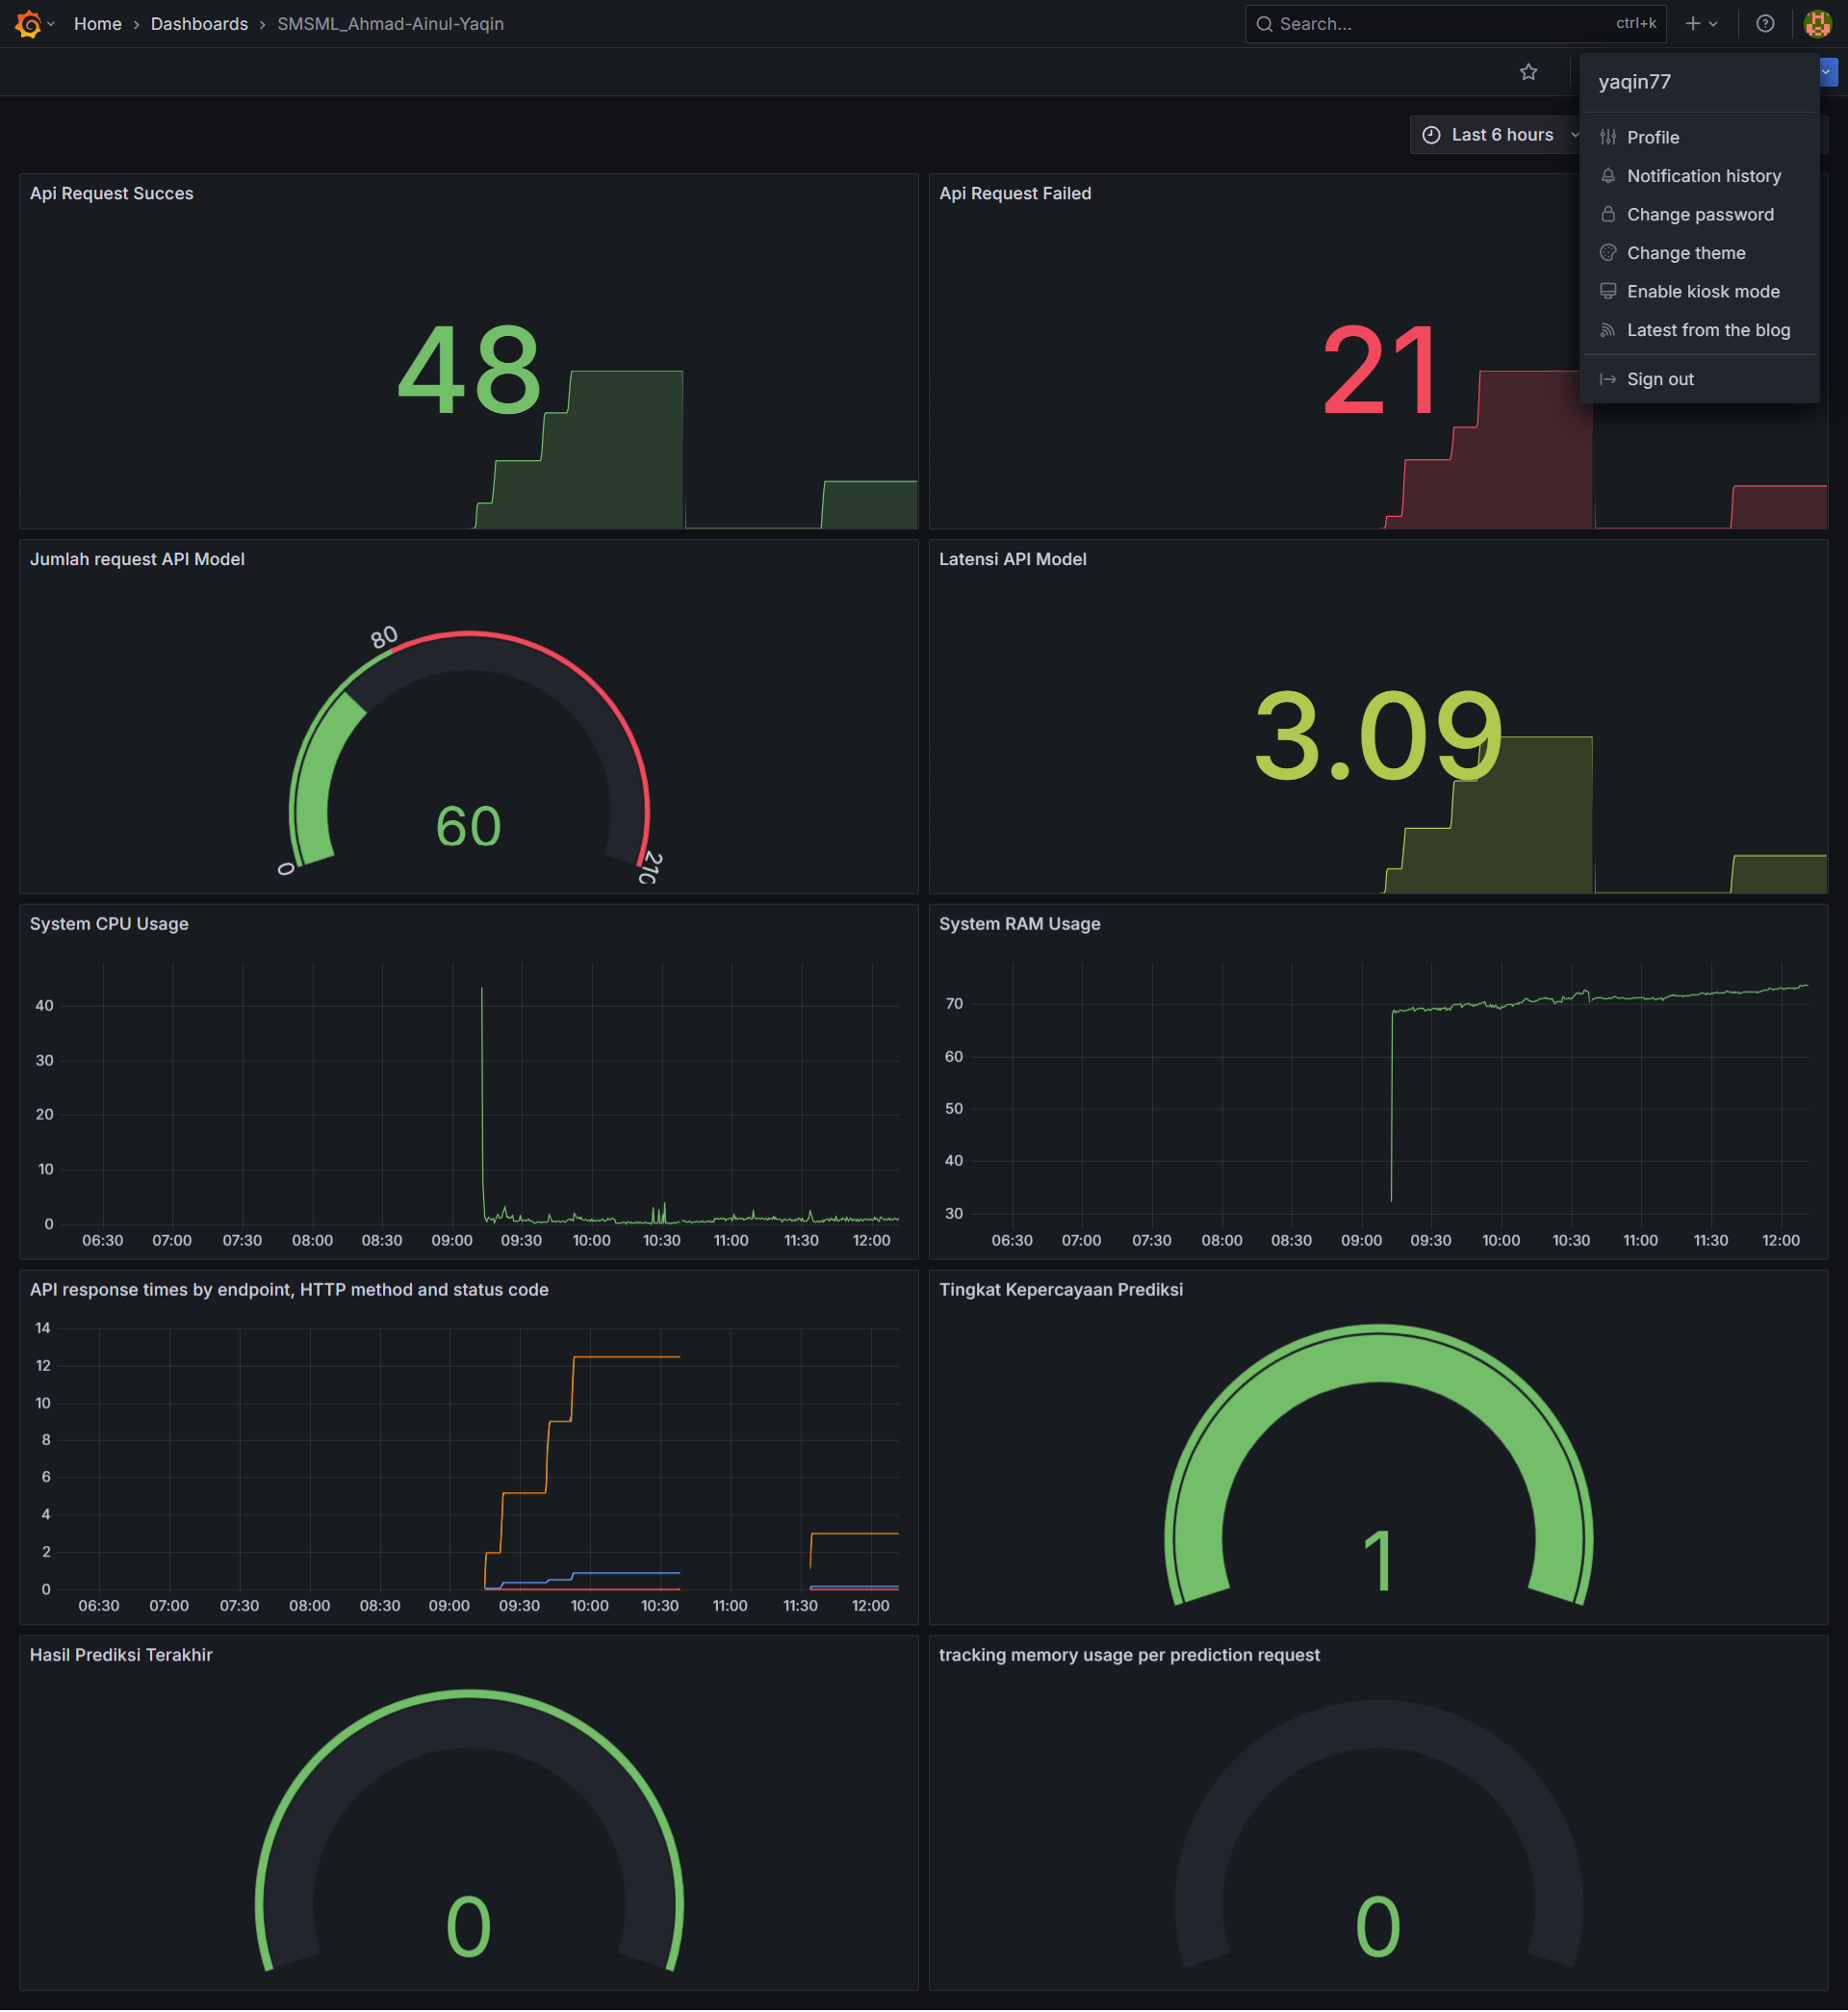 Home › Dashboards › SMSML_Ahmad-Ainul-Yaqin
Search... ctrl+k
yaqin77
Profile
Notification history
Change password
Change theme
Enable kiosk mode
Latest from the blog
Sign out
Last 6 hours
Api Request Succes
48
Api Request Failed
21
Jumlah request API Model
0
80
210
60
Latensi API Model
3.09
System CPU Usage
40
30
20
10
0
06:30 07:00 07:30 08:00 08:30 09:00 09:30 10:00 10:30 11:00 11:30 12:00
System RAM Usage
70
60
50
40
30
06:30 07:00 07:30 08:00 08:30 09:00 09:30 10:00 10:30 11:00 11:30 12:00
API response times by endpoint, HTTP method and status code
14
12
10
8
6
4
2
0
06:30 07:00 07:30 08:00 08:30 09:00 09:30 10:00 10:30 11:00 11:30 12:00
Tingkat Kepercayaan Prediksi
1
Hasil Prediksi Terakhir
0
tracking memory usage per prediction request
0